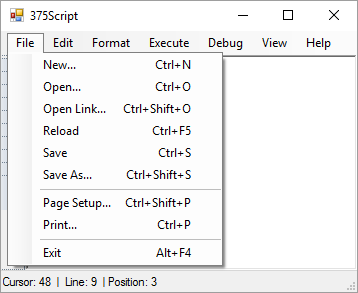 375Script
File Edit Format Execute Debug View Help
New... Ctrl+N
Open... Ctrl+O
Open Link... Ctrl+Shift+O
Reload Ctrl+F5
Save Ctrl+S
Save As... Ctrl+Shift+S
Page Setup... Ctrl+Shift+P
Print... Ctrl+P
Exit Alt+F4
Cursor: 48 | Line: 9 | Position: 3